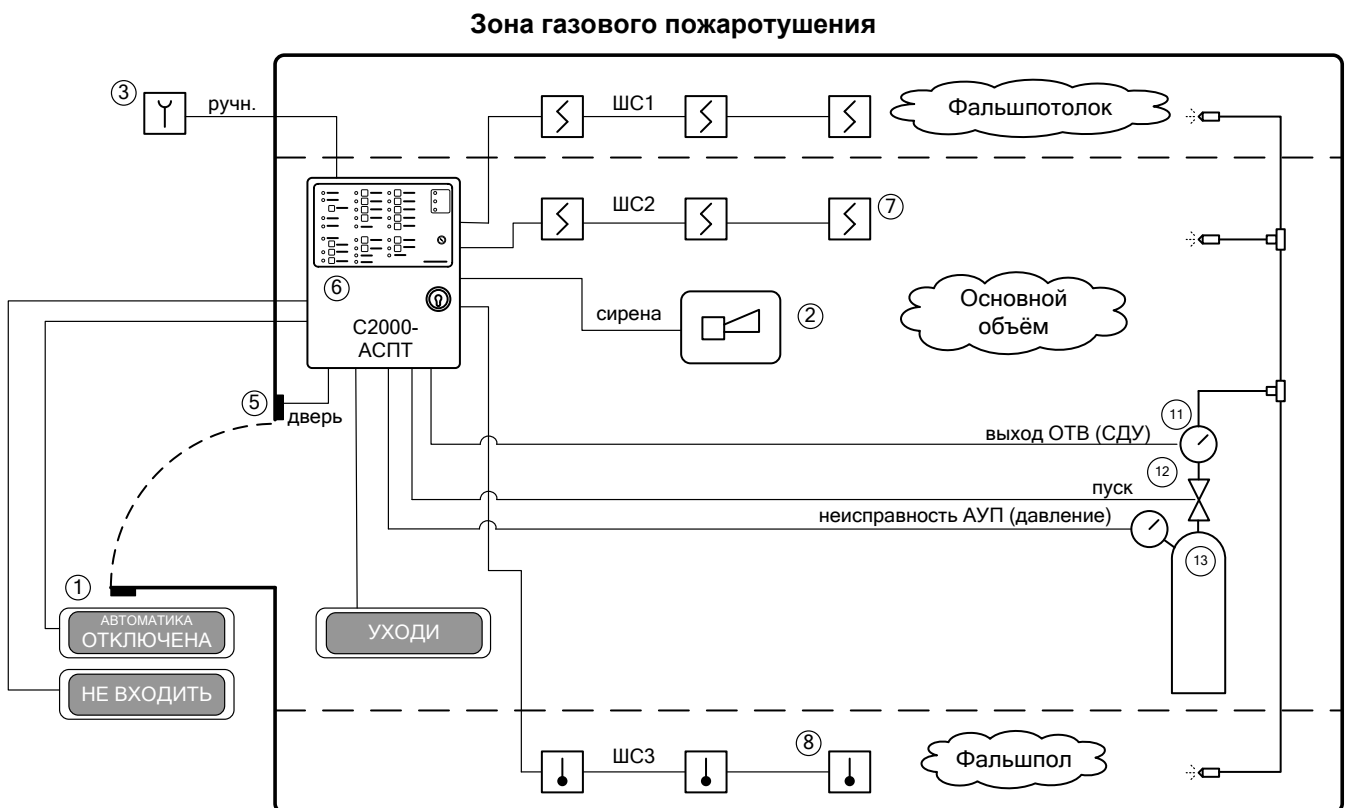 Зона газового пожаротушения
3
ручн.
ШС1
Фальшпотолок
ШС2
7
6
С2000-
АСПТ
сирена
2
Основной
объём
5
дверь
11
выход ОТВ (СДУ)
12
пуск
неисправность АУП (давление)
13
1
АВТОМАТИКА
ОТКЛЮЧЕНА
УХОДИ
НЕ ВХОДИТЬ
ШС3
8
Фальшпол